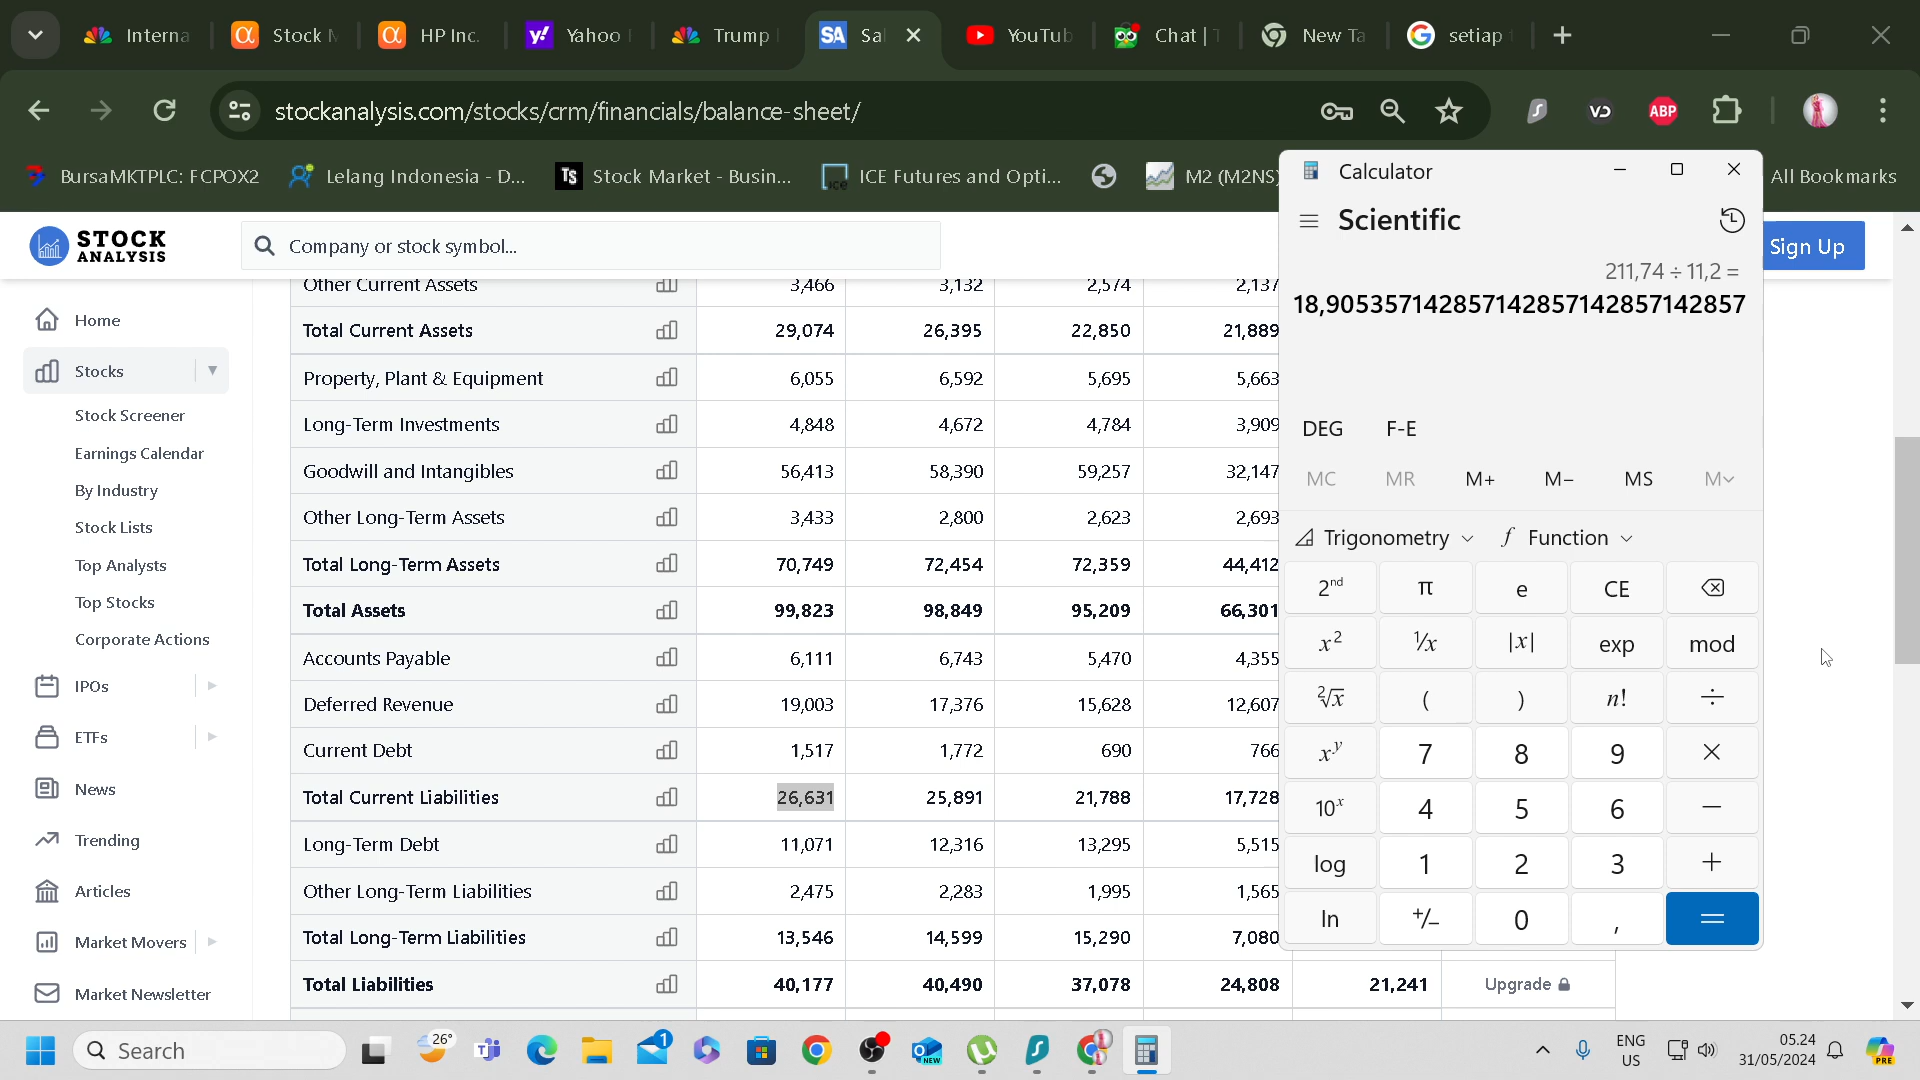 Interna
Stock
HP Inc.
Yahoo
Trump
Sal
YouTub
Chat |
New Ta
setiap
stockanalysis.com/stocks/crm/financials/balance-sheet/
VD
ABP
BursaMKTPLC: FCPOX2
Lelang Indonesia - D...
TS
Stock Market - Busin...
ICE Futures and Opti...
M2 (M2NS)
All Bookmarks
STOCK
ANALYSIS
Company or stock symbol...
Sign Up
Home
Stocks
Stock Screener
Earnings Calendar
By Industry
Stock Lists
Top Analysts
Top Stocks
Corporate Actions
IPOs
ETFs
News
Trending
Articles
Market Movers
Market Newsletter
Other Current Assets 3,466 3,132 2,574 2,137
Total Current Assets 29,074 26,395 22,850 21,889
Property, Plant & Equipment 6,055 6,592 5,695 5,663
Long-Term Investments 4,848 4,672 4,784 3,909
Goodwill and Intangibles 56,413 58,390 59,257 32,147
Other Long-Term Assets 3,433 2,800 2,623 2,693
Total Long-Term Assets 70,749 72,454 72,359 44,412
Total Assets 99,823 98,849 95,209 66,301
Accounts Payable 6,111 6,743 5,470 4,355
Deferred Revenue 19,003 17,376 15,628 12,607
Current Debt 1,517 1,772 690 766
Total Current Liabilities 26,631 25,891 21,788 17,728
Long-Term Debt 11,071 12,316 13,295 5,515
Other Long-Term Liabilities 2,475 2,283 1,995 1,565
Total Long-Term Liabilities 13,546 14,599 15,290 7,080
Total Liabilities 40,177 40,490 37,078 24,808 21,241 Upgrade
Calculator
Scientific
211,74 ÷ 11,2 =
18,905357142857142857142857142857
DEG F-E
MC MR M+ M− MS M
Trigonometry Function
2nd π e CE
x² ¹/x |x| exp mod
²√x ( ) n! ÷
xʸ 7 8 9 ×
10ˣ 4 5 6 −
log 1 2 3 +
ln +/− 0 , =
Search
26°
1
NEW
ENG
US
05.24
31/05/2024
PRE